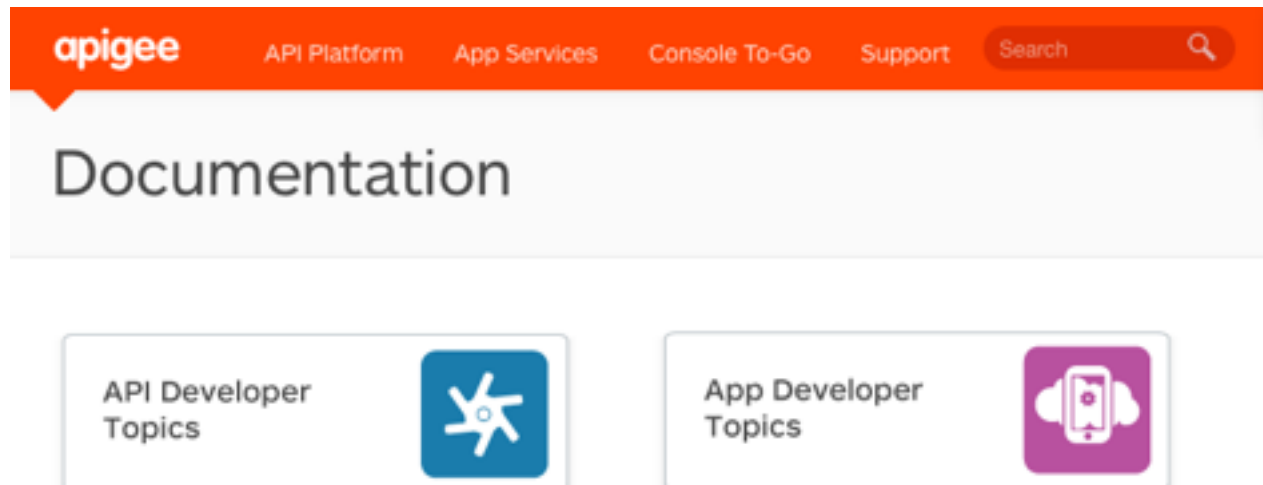 apigee API Platform App Services Console To-Go Support Search
Documentation
API Developer
Topics
App Developer
Topics